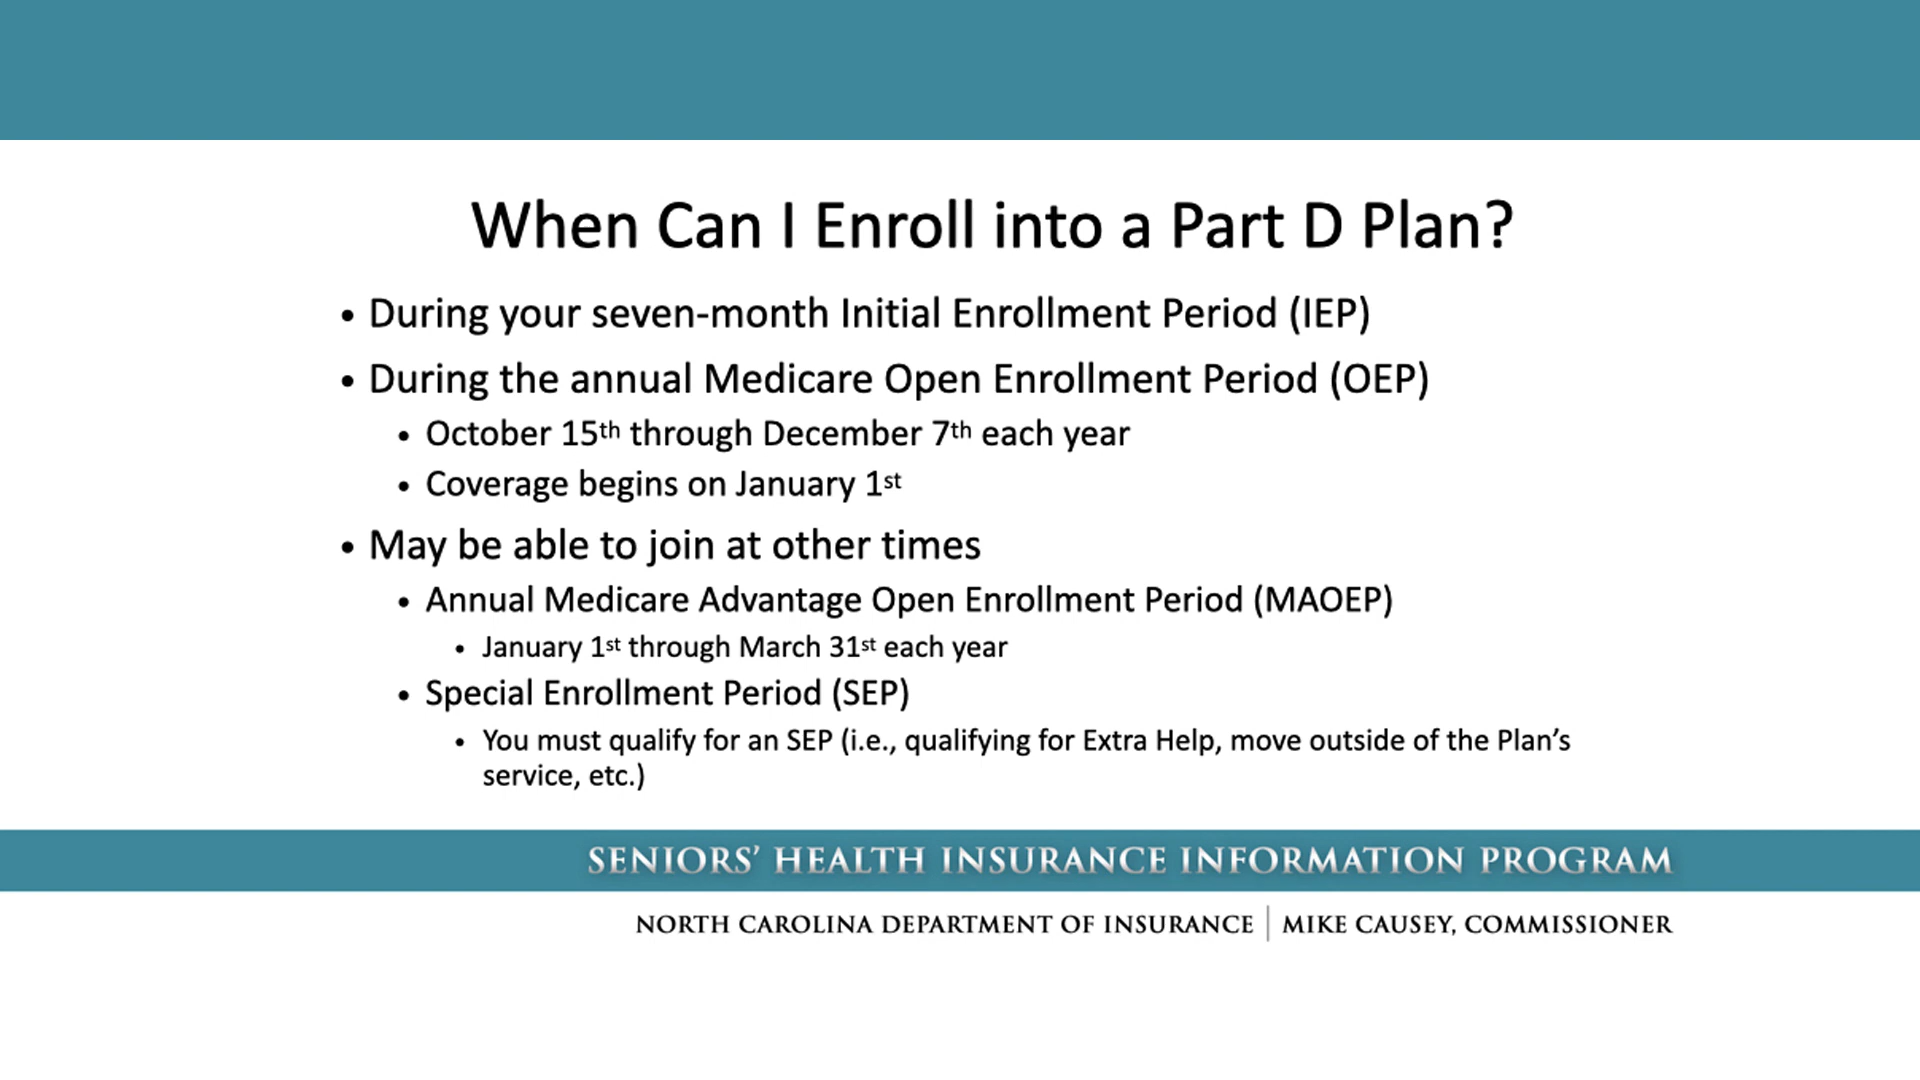 When Can I Enroll into a Part D Plan?
• During your seven-month Initial Enrollment Period (IEP)
• During the annual Medicare Open Enrollment Period (OEP)
• October 15th through December 7th each year
• Coverage begins on January 1st
• May be able to join at other times
• Annual Medicare Advantage Open Enrollment Period (MAOEP)
• January 1st through March 31st each year
• Special Enrollment Period (SEP)
• You must qualify for an SEP (i.e., qualifying for Extra Help, move outside of the Plan’s
service, etc.)
SENIORS’ HEALTH INSURANCE INFORMATION PROGRAM
NORTH CAROLINA DEPARTMENT OF INSURANCE | MIKE CAUSEY, COMMISSIONER